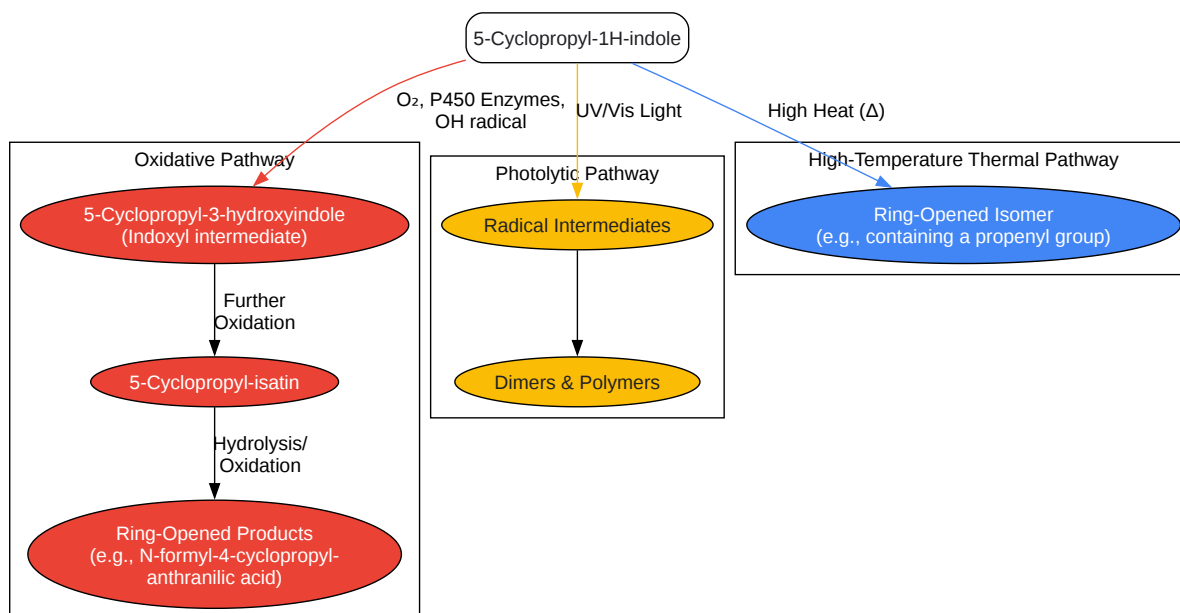 5-Cyclopropyl-1H-indole
O₂, P450 Enzymes,
OH radical
UV/Vis Light
High Heat (Δ)
Oxidative Pathway
5-Cyclopropyl-3-hydroxyindole
(Indoxyl intermediate)
Further
Oxidation
5-Cyclopropyl-isatin
Hydrolysis/
Oxidation
Ring-Opened Products
(e.g., N-formyl-4-cyclopropyl-
anthranilic acid)
Photolytic Pathway
Radical Intermediates
Dimers & Polymers
High-Temperature Thermal Pathway
Ring-Opened Isomer
(e.g., containing a propenyl group)